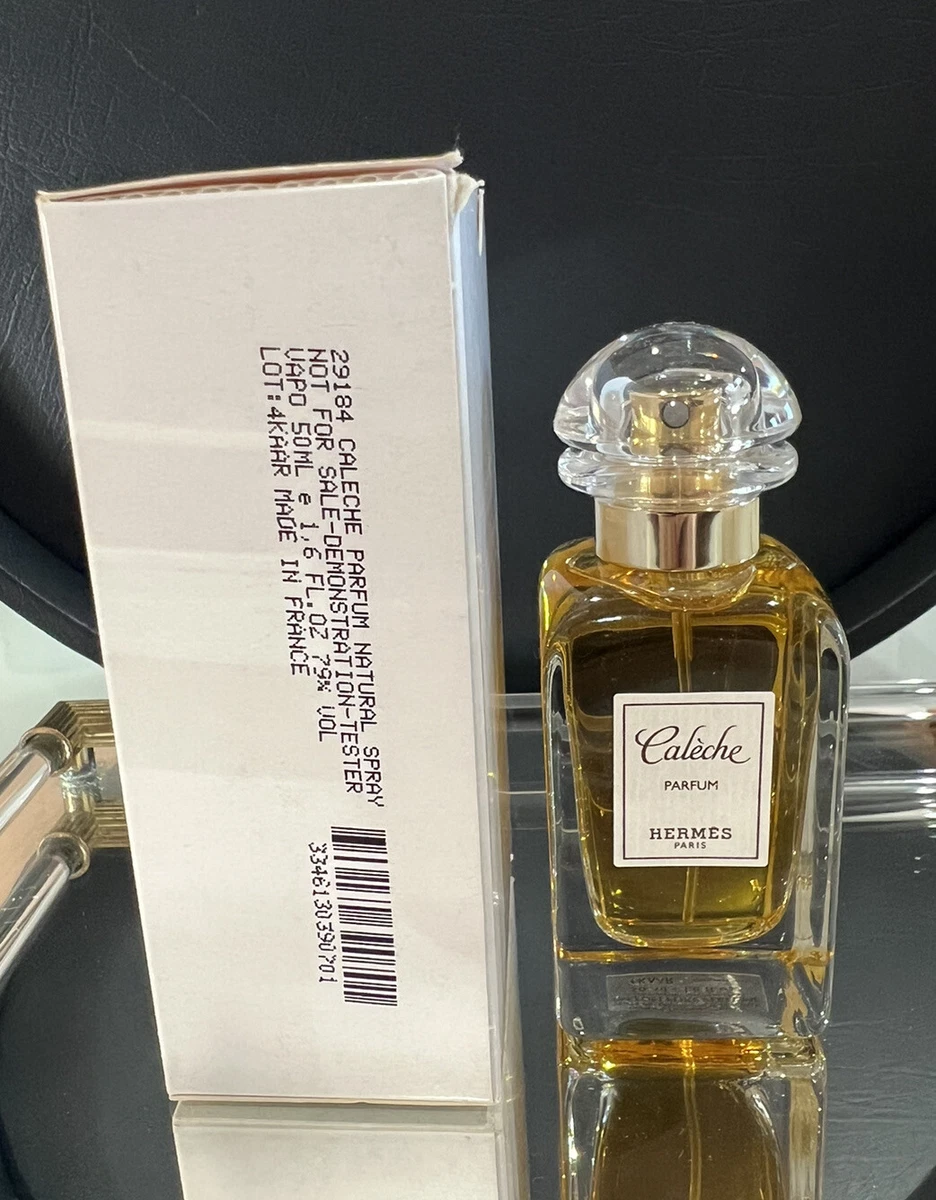 29184 CALECHE PARFUM NATURAL SPRAY
NOT FOR SALE-DEMONSTRATION-TESTER
VAPO 50ML e 1,6 FL.OZ 79% VOL
LOT:4KAAR MADE IN FRANCE
3346130390701
Calèche
PARFUM
HERMÈS
PARIS